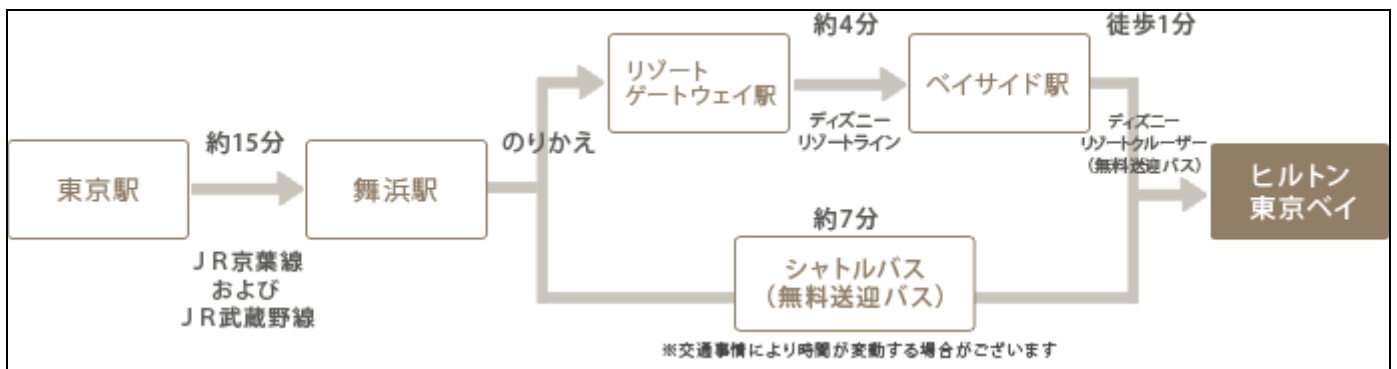 東京駅
約15分
JR京葉線
および
JR武蔵野線
舞浜駅
のりかえ
リゾート
ゲートウェイ駅
約4分
ディズニー
リゾートライン
ベイサイド駅
徒歩1分
ディズニー
リゾートクルーザー
(無料送迎バス)
約7分
シャトルバス
(無料送迎バス)
※交通事情により時間が変動する場合がございます
ヒルトン
東京ベイ